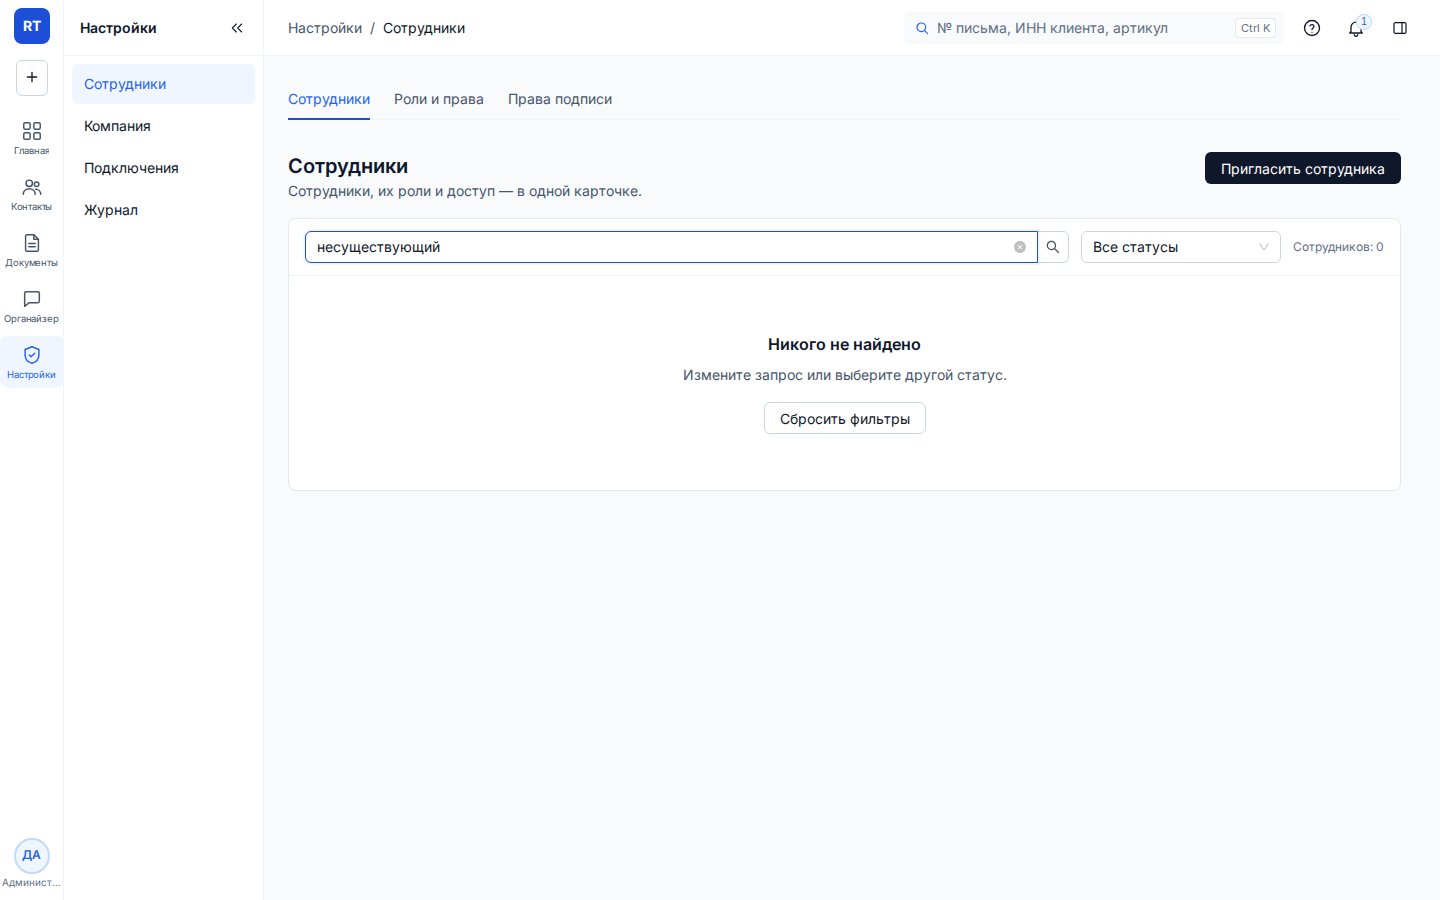 RT
Настройки
Настройки / Сотрудники
№ письма, ИНН клиента, артикул
Ctrl K
1
Главная
Контакты
Документы
Органайзер
Настройки
Сотрудники
Компания
Подключения
Журнал
Сотрудники
Роли и права
Права подписи
Сотрудники
Сотрудники, их роли и доступ — в одной карточке.
Пригласить сотрудника
несуществующий
Все статусы
Сотрудников: 0
Никого не найдено
Измените запрос или выберите другой статус.
Сбросить фильтры
ДА
Админист...